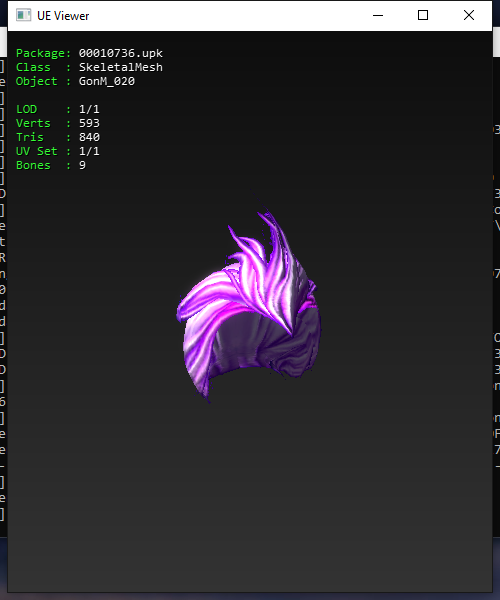 UE Viewer
Package: 00010736.upk
Class : SkeletalMesh
Object : GonM_020
LOD : 1/1
Verts : 593
Tris : 840
UV Set : 1/1
Bones : 9